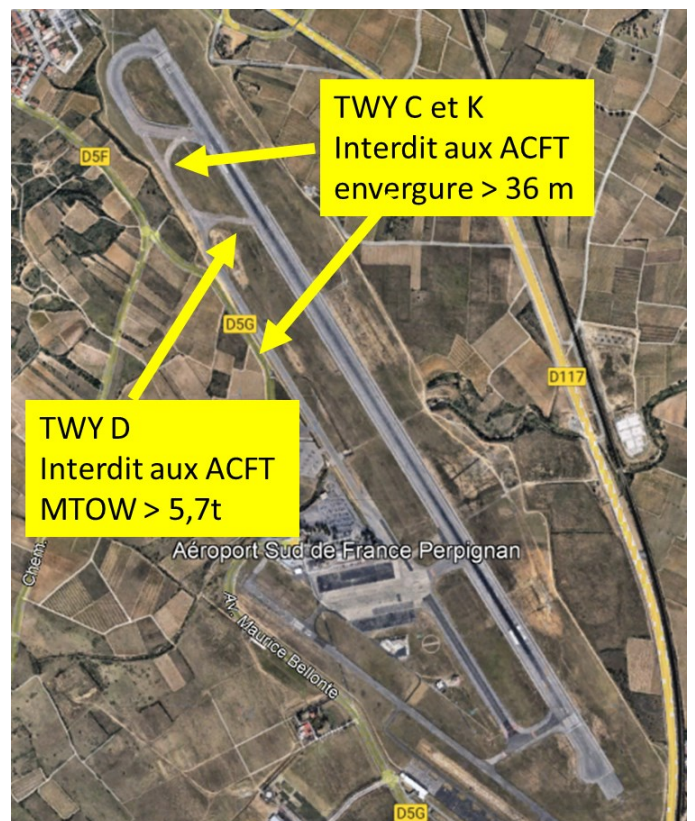 TWY C et K
Interdit aux ACFT
envergure > 36 m
D5F
D5G
D117
TWY D
Interdit aux ACFT
MTOW > 5,7t
Aéroport Sud de France Perpignan
Chem.
Av. Maurice Bellonte
D5G